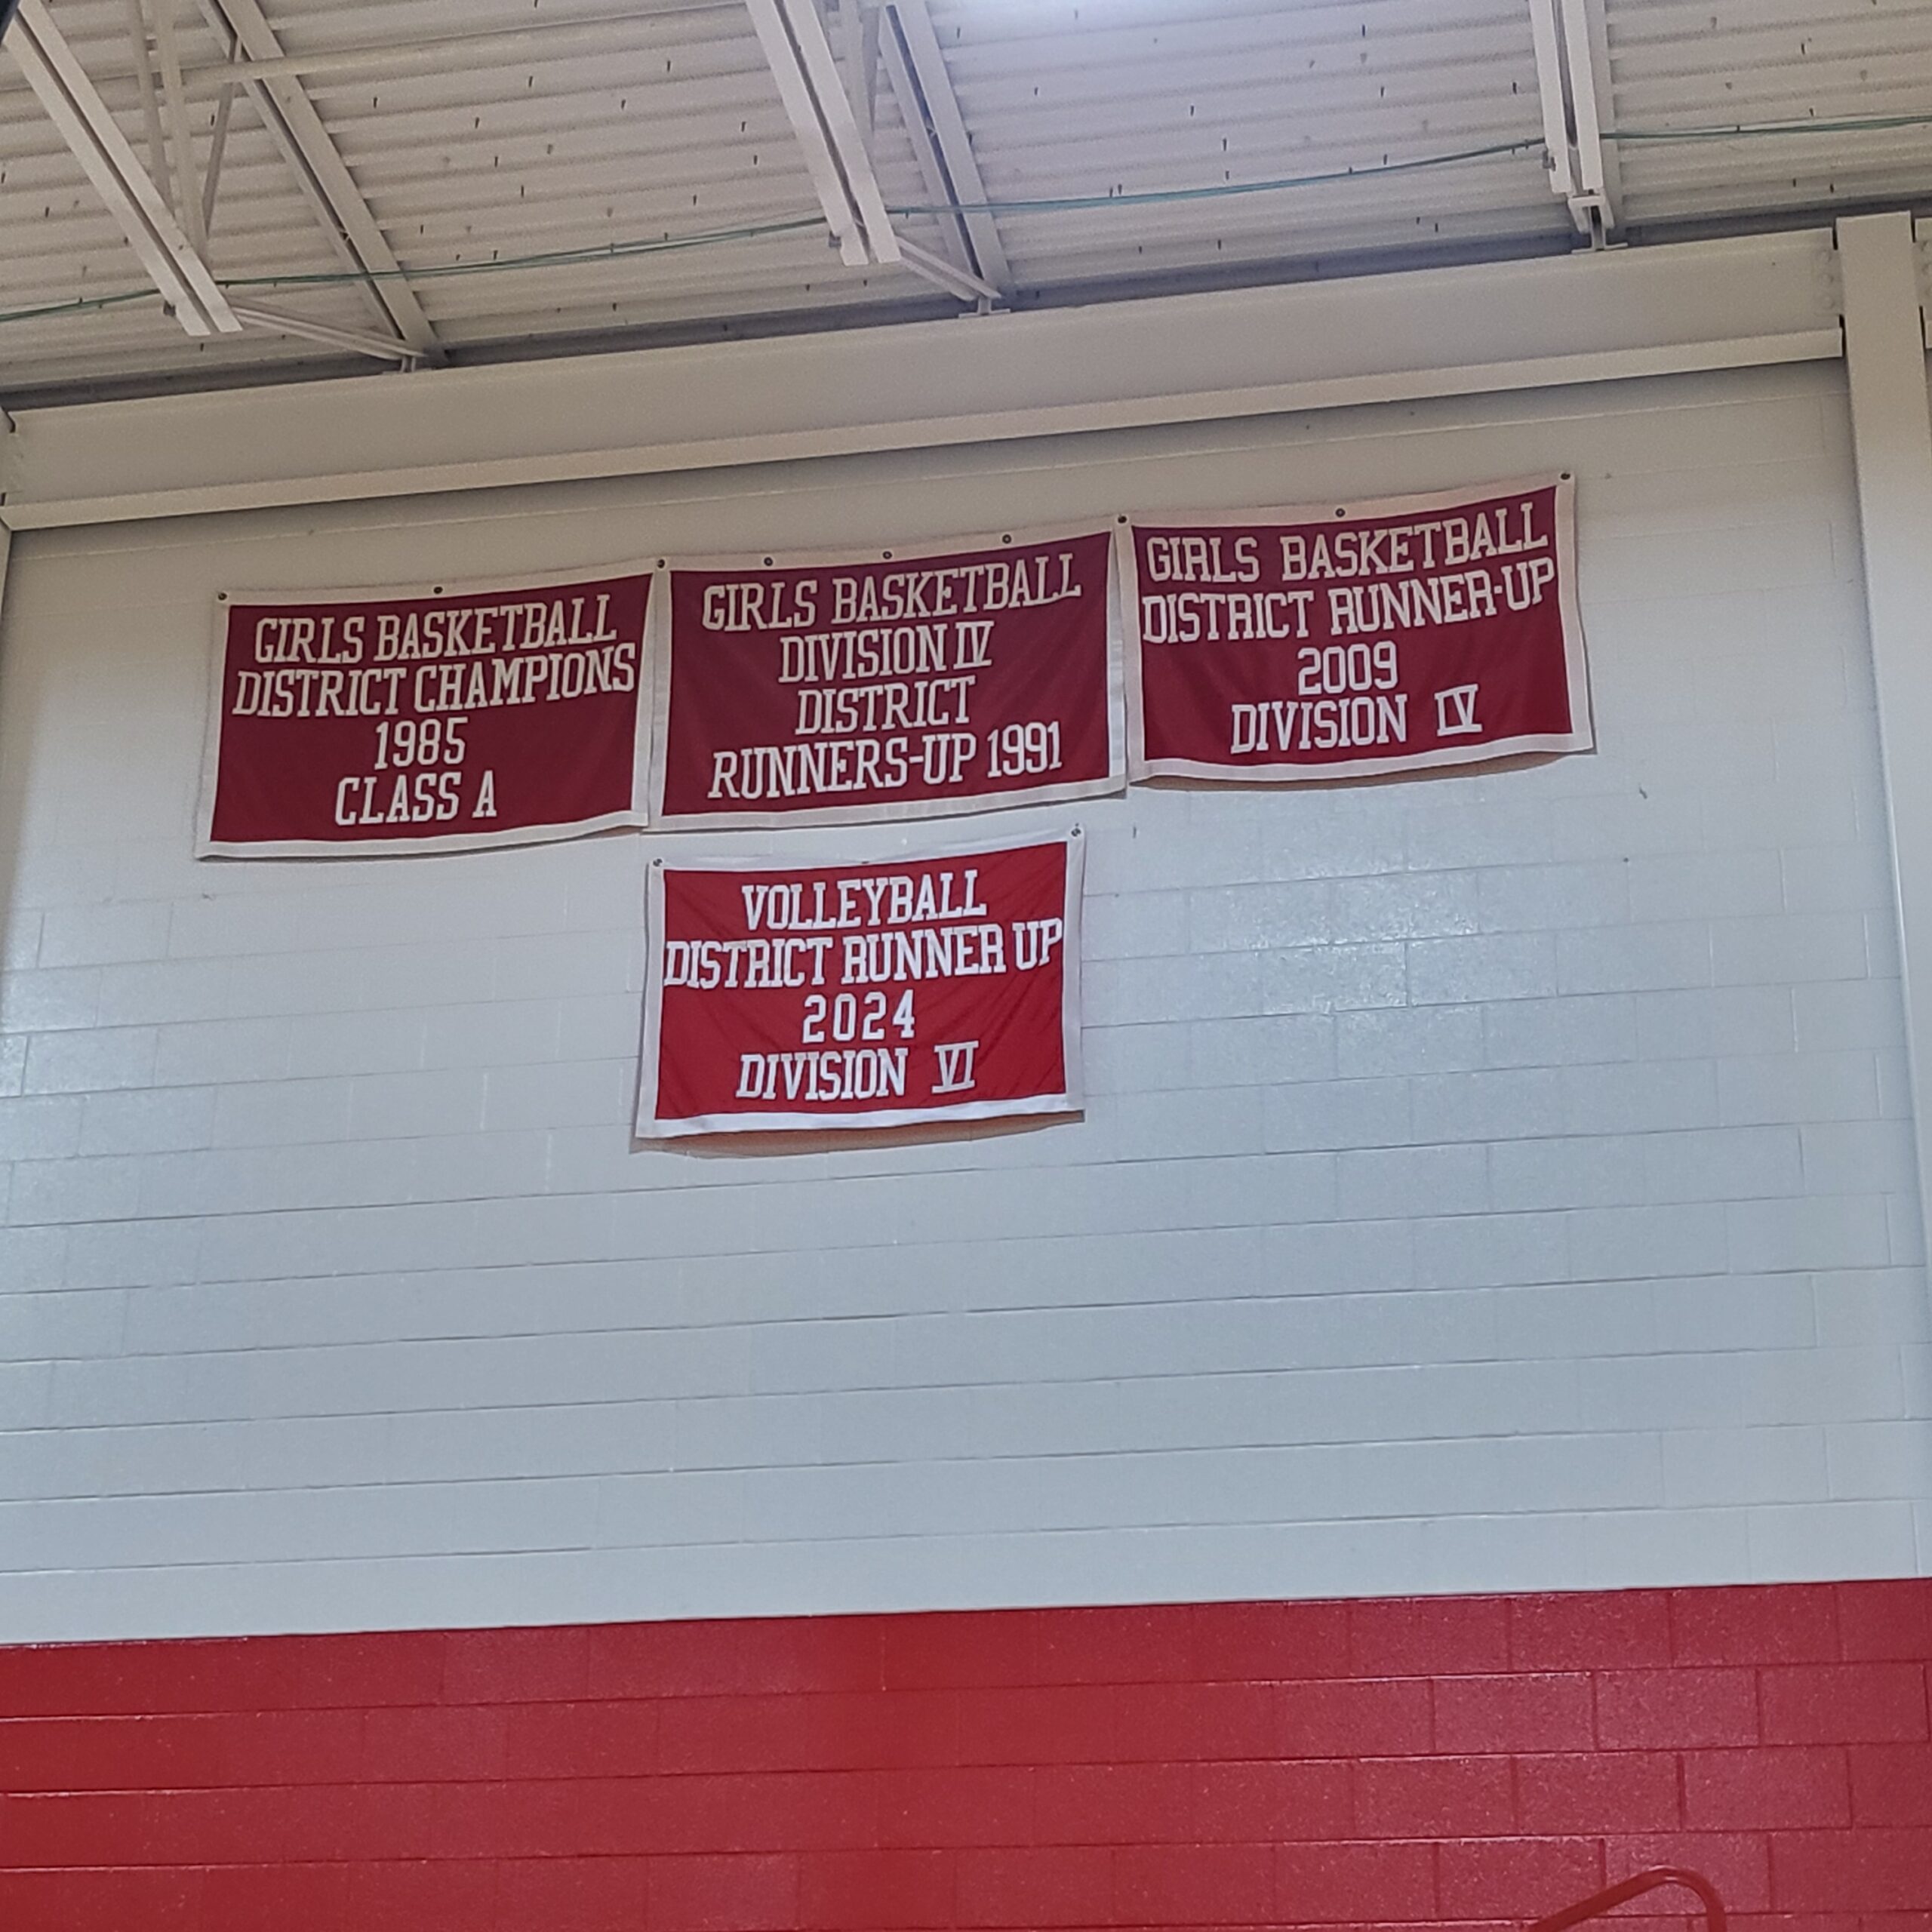 GIRLS BASKETBALL
DISTRICT CHAMPIONS
1985
CLASS A
GIRLS BASKETBALL
DIVISION IV
DISTRICT
RUNNERS-UP 1991
GIRLS BASKETBALL
DISTRICT RUNNER-UP
2009
DIVISION IV
VOLLEYBALL
DISTRICT RUNNER UP
2024
DIVISION VI